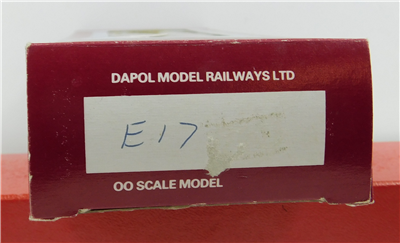 DAPOL MODEL RAILWAYS LTD
E17
OO SCALE MODEL